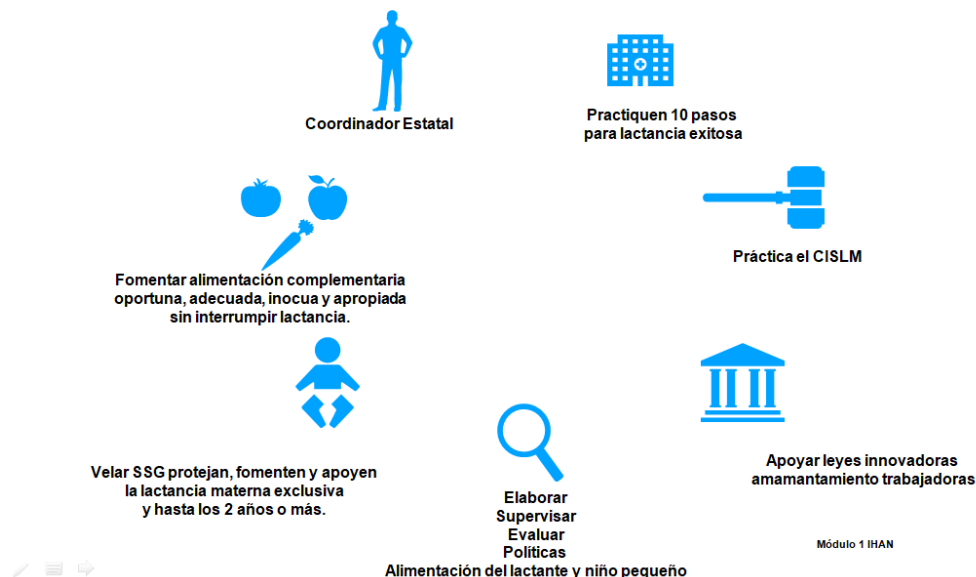 Coordinador Estatal
Practiquen 10 pasos
para lactancia exitosa
Práctica el CISLM
Fomentar alimentación complementaria
oportuna, adecuada, inocua y apropiada
sin interrumpir lactancia.
Velar SSG protejan, fomenten y apoyen
la lactancia materna exclusiva
y hasta los 2 años o más.
Elaborar
Supervisar
Evaluar
Políticas
Alimentación del lactante y niño pequeño
Apoyar leyes innovadoras
amamantamiento trabajadoras
Módulo 1 IHAN